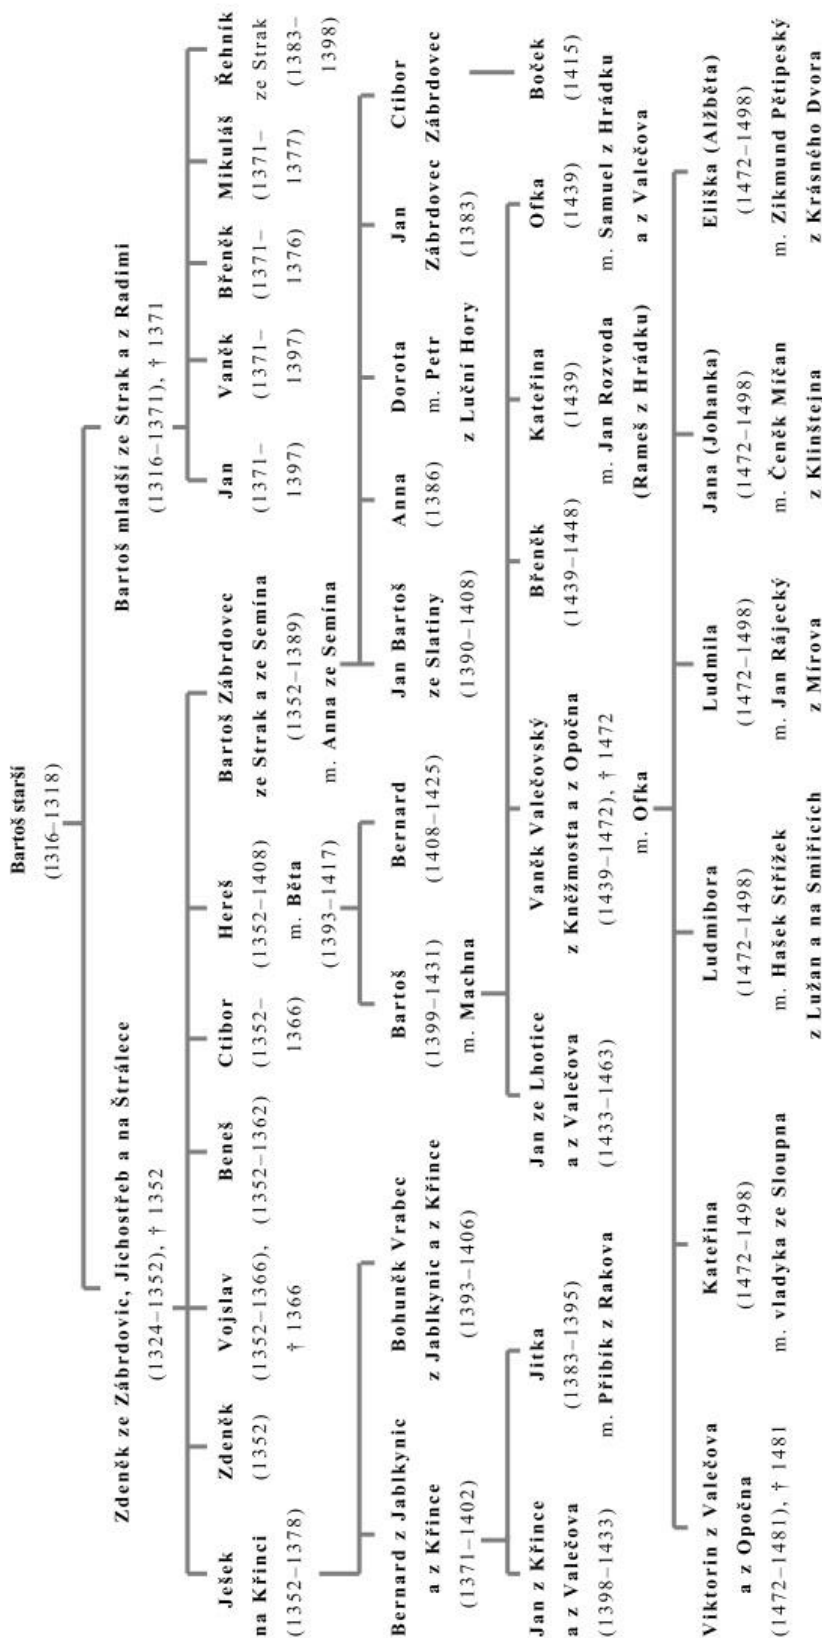 Bartoš starší
(1316–1318)
Zdeněk ze Zábrdovic, Jichostřeb a na Štrálece
(1324–1352), † 1352
Bartoš mladší ze Strak a z Radimi
(1316–1371), † 1371
Ješek
na Křinci
(1352–1378)
Zdeněk
(1352)
Vojslav
(1352–1366),
† 1366
Beneš
(1352–1362)
Ctibor
(1352–
1366)
Hereš
(1352–1408)
m. Běta
(1393–1417)
Bartoš Zábrdovec
ze Strak a ze Semína
(1352–1389)
m. Anna ze Semína
Jan
(1371–
1397)
Vaněk
(1371–
1397)
Břeněk
(1371–
1376)
Mikuláš
(1371–
1377)
Řehník
ze Strak
(1383–
1398)
Bernard z Jablkynic
a z Křince
(1371–1402)
Bohuněk Vrabec
z Jablkynic a z Křince
(1393–1406)
Bartoš
(1399–1431)
m. Machna
Bernard
(1408–1425)
Jan Bartoš
ze Slatiny
(1390–1408)
Anna
(1386)
Dorota
m. Petr
z Luční Hory
Jan
Zábrdovec
(1383)
Ctibor
Zábrdovec
Jan z Křince
a z Valečova
(1398–1433)
Jitka
(1383–1395)
m. Přibík z Rakova
Jan ze Lhotice
a z Valečova
(1433–1463)
Vaněk Valečovský
z Kněžmosta a z Opočna
(1439–1472), † 1472
m. Ofka
Břeněk
(1439–1448)
Kateřina
(1439)
m. Jan Rozvoda
(Rameš z Hrádku)
Ofka
(1439)
m. Samuel z Hrádku
a z Valečova
Boček
(1415)
Viktorin z Valečova
a z Opočna
(1472–1481), † 1481
Kateřina
(1472–1498)
m. vladyka ze Sloupna
Ludmibora
(1472–1498)
m. Hašek Střížek
z Lužan a na Smiřicích
Ludmila
(1472–1498)
m. Jan Rájecký
z Mírova
Jana (Johanka)
(1472–1498)
m. Čeněk Míčan
z Klinštejna
Eliška (Alžběta)
(1472–1498)
m. Zikmund Pětipeský
z Krásného Dvora